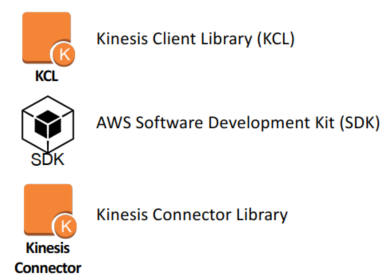 K
Kinesis Client Library (KCL)
KCL
AWS Software Development Kit (SDK)
SDK
Kinesis Connector Library
K
Kinesis
Connector